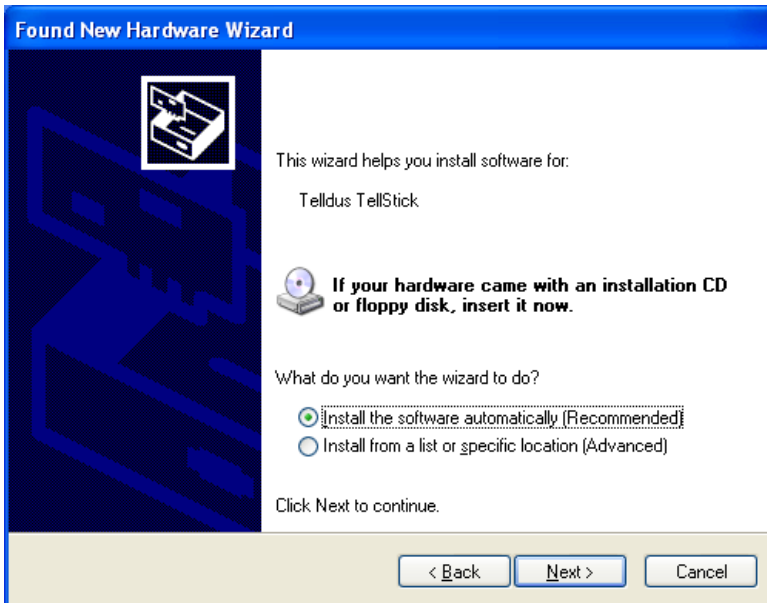 Found New Hardware Wizard
This wizard helps you install software for:
Telldus TellStick
If your hardware came with an installation CD
or floppy disk, insert it now.
What do you want the wizard to do?
Install the software automatically (Recommended)
Install from a list or specific location (Advanced)
Click Next to continue.
< Back Next > Cancel